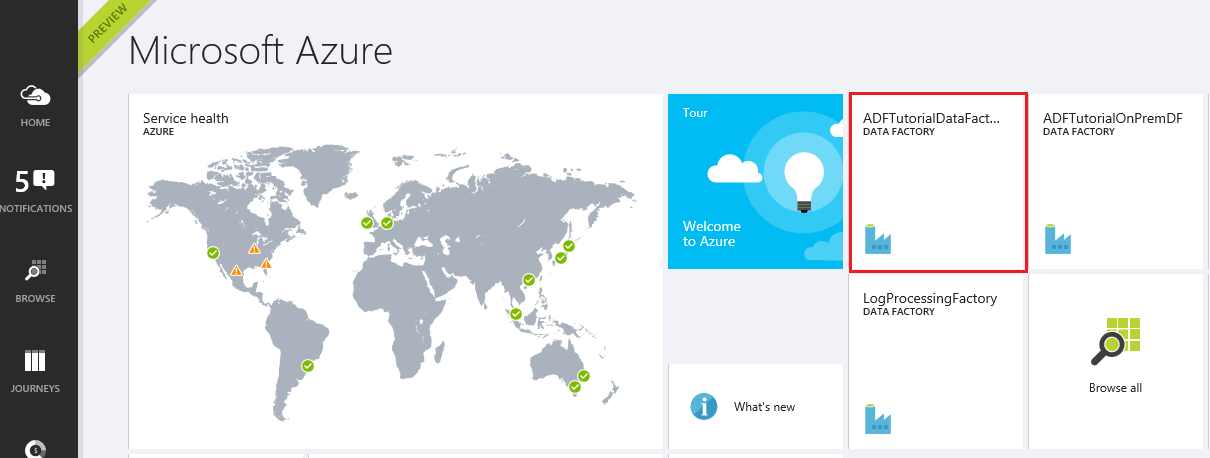 PREVIEW
Microsoft Azure
HOME
5
NOTIFICATIONS
BROWSE
JOURNEYS
Service health
AZURE
Tour
Welcome
to Azure
ADFTutorialDataFact...
DATA FACTORY
ADFTutorialOnPremDF
DATA FACTORY
LogProcessingFactory
DATA FACTORY
What's new
Browse all